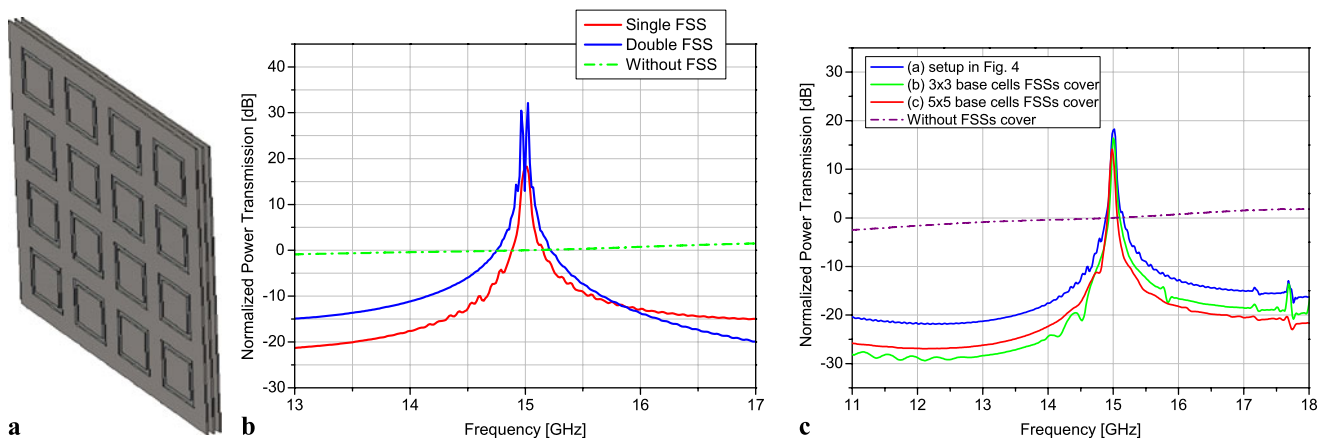 a
b
Single FSS
Double FSS
Without FSS
Normalized Power Transmission [dB]
40
30
20
10
0
-10
-20
-30
13
14
15
16
17
Frequency [GHz]
c
(a) setup in Fig. 4
(b) 3x3 base cells FSSs cover
(c) 5x5 base cells FSSs cover
Without FSSs cover
Normalized Power Transmission [dB]
30
20
10
0
-10
-20
-30
11
12
13
14
15
16
17
18
Frequency [GHz]